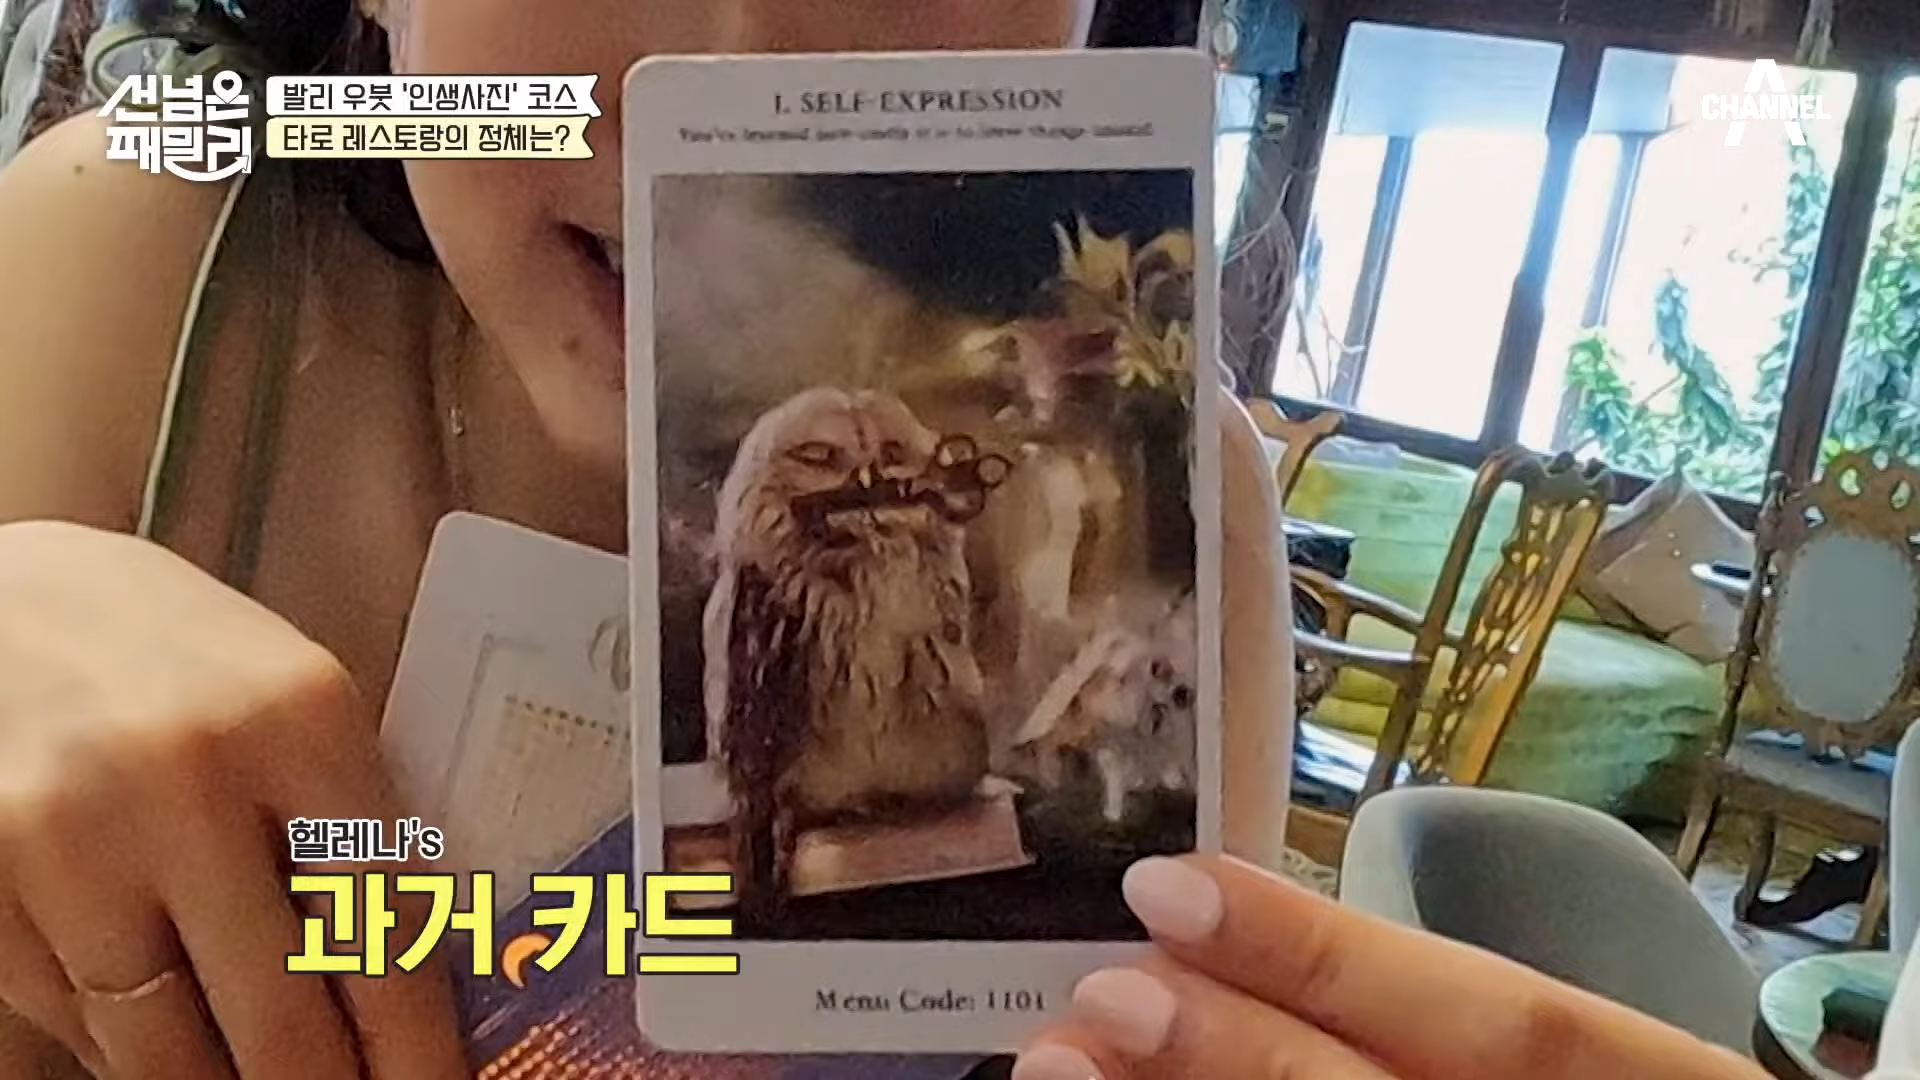 선넘은
패밀리
발리 우붓 '인생사진' 코스
타로 레스토랑의 정체는?
CHANNEL A
I. SELF-EXPRESSION
헬레나's
과거 카드
Menu Code: 1101